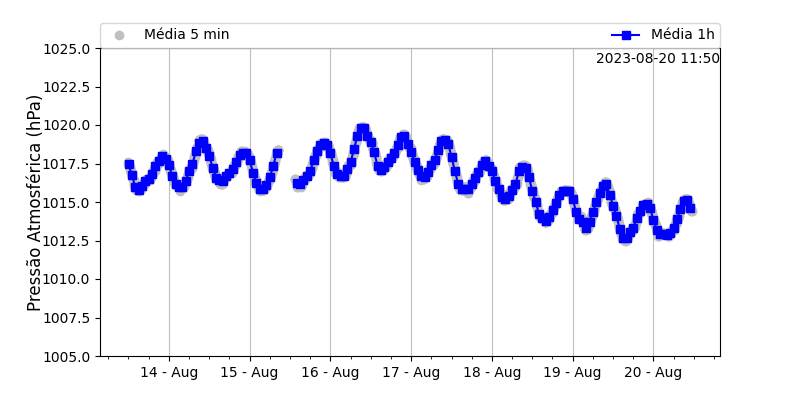 Média 5 min
Média 1h
2023-08-20 11:50
Pressão Atmosférica (hPa)
1025.0
1022.5
1020.0
1017.5
1015.0
1012.5
1010.0
1007.5
1005.0
14 - Aug
15 - Aug
16 - Aug
17 - Aug
18 - Aug
19 - Aug
20 - Aug